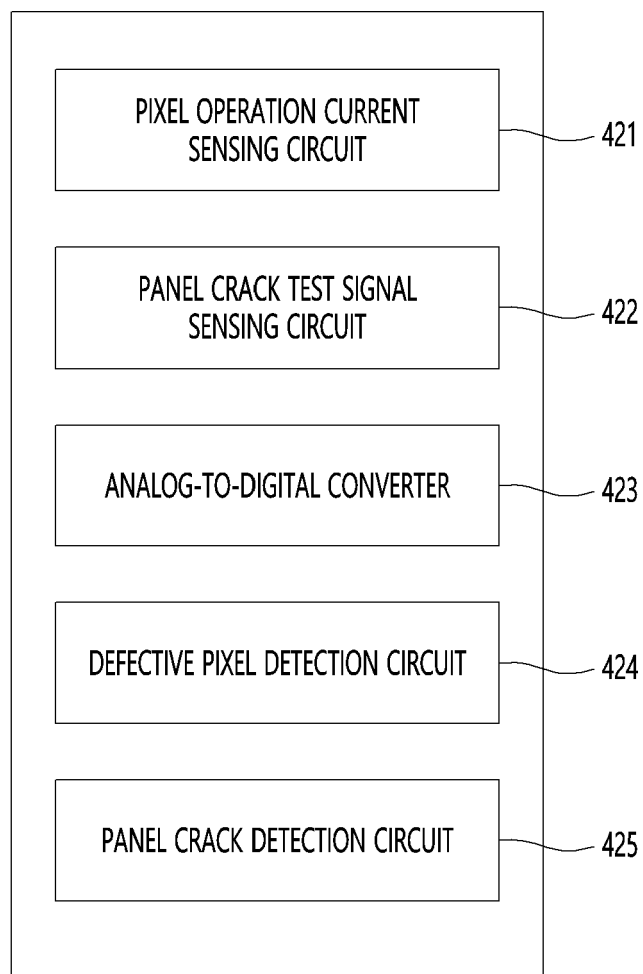 PIXEL OPERATION CURRENT
SENSING CIRCUIT
421
PANEL CRACK TEST SIGNAL
SENSING CIRCUIT
422
ANALOG-TO-DIGITAL CONVERTER
423
DEFECTIVE PIXEL DETECTION CIRCUIT
424
PANEL CRACK DETECTION CIRCUIT
425